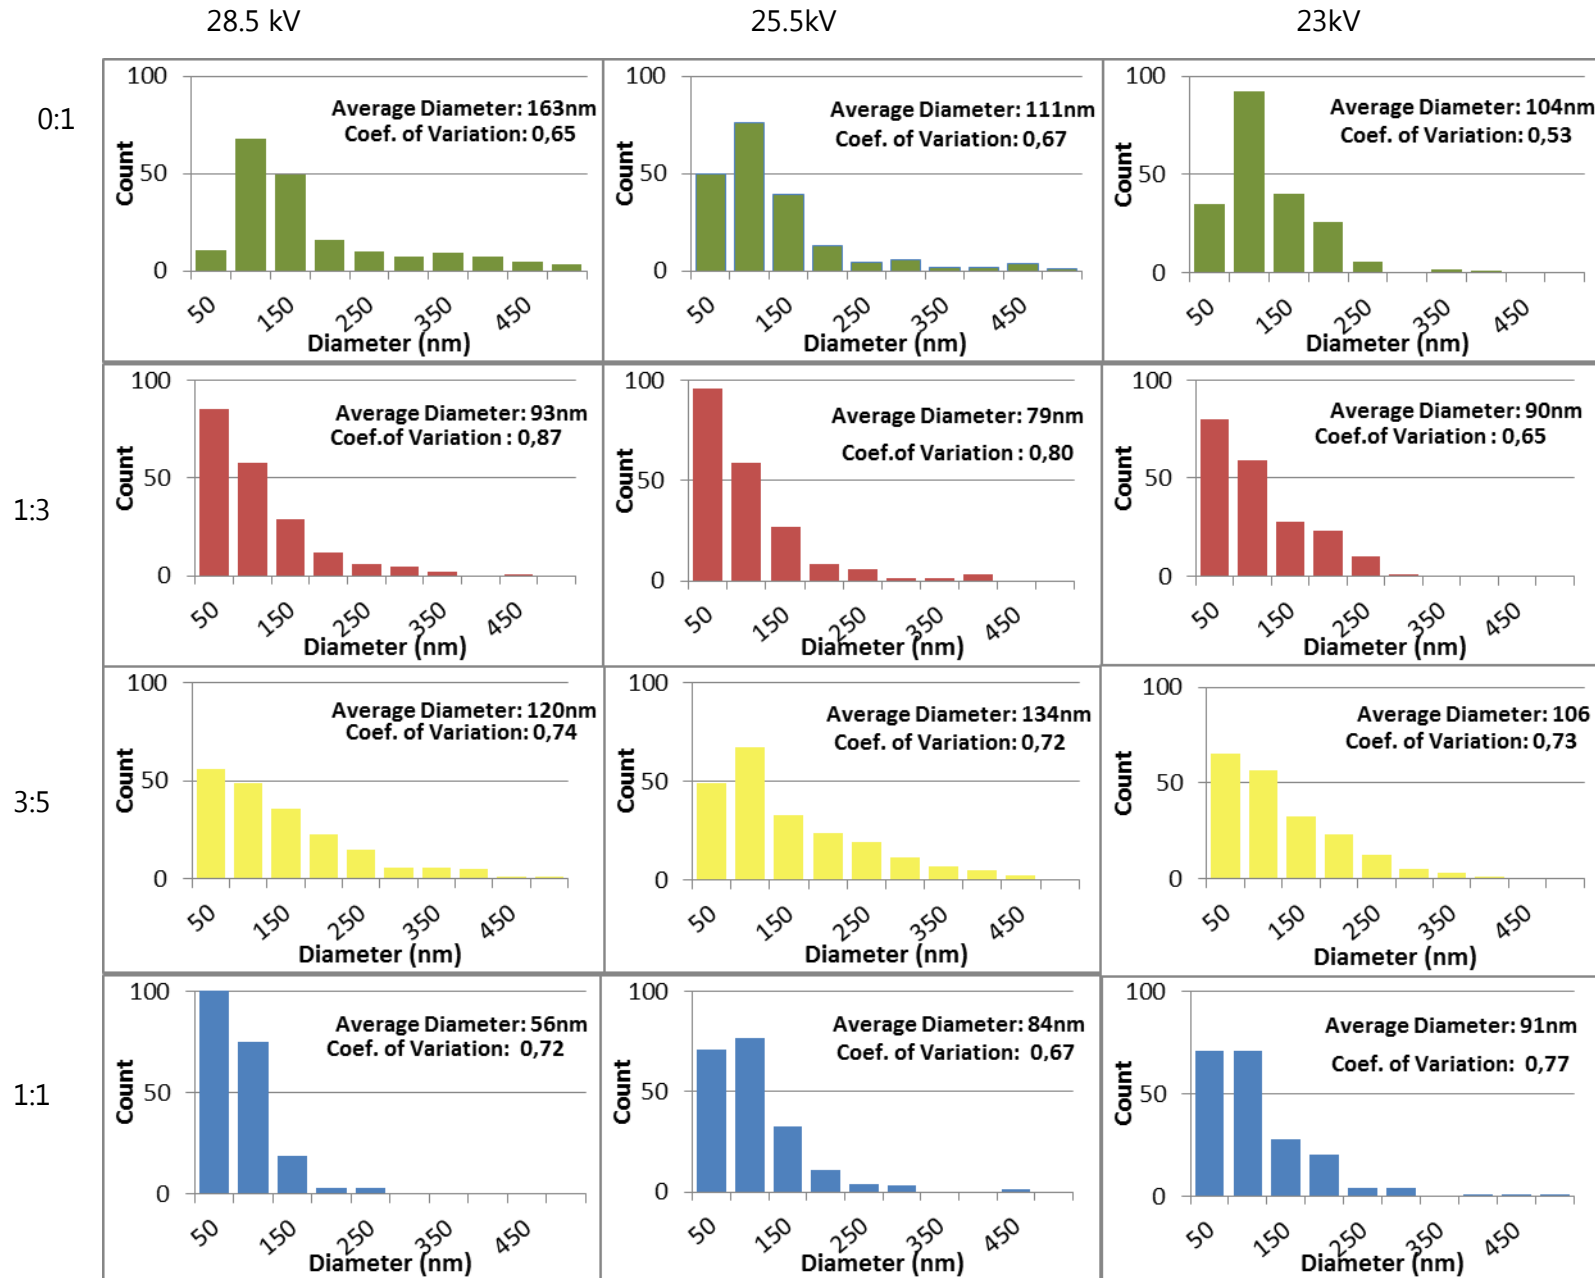 28.5 kV
25.5kV
23kV
0:1
100
50
0
Count
Average Diameter: 163nm
Coef. of Variation: 0,65
50
150
250
350
450
Diameter (nm)
100
50
0
Count
Average Diameter: 111nm
Coef. of Variation: 0,67
50
150
250
350
450
Diameter (nm)
100
50
0
Count
Average Diameter: 104nm
Coef. of Variation: 0,53
50
150
250
350
450
Diameter (nm)
1:3
100
50
0
Count
Average Diameter: 93nm
Coef.of Variation : 0,87
50
150
250
350
450
Diameter (nm)
100
50
0
Count
Average Diameter: 79nm
Coef.of Variation : 0,80
50
150
250
350
450
Diameter (nm)
100
50
0
Count
Average Diameter: 90nm
Coef.of Variation : 0,65
50
150
250
350
450
Diameter (nm)
3:5
100
50
0
Count
Average Diameter: 120nm
Coef. of Variation: 0,74
50
150
250
350
450
Diameter (nm)
100
50
0
Count
Average Diameter: 134nm
Coef. of Variation: 0,72
50
150
250
350
450
Diameter (nm)
100
50
0
Count
Average Diameter: 106
Coef. of Variation: 0,73
50
150
250
350
450
Diameter (nm)
1:1
100
50
0
Count
Average Diameter: 56nm
Coef. of Variation: 0,72
50
150
250
350
450
Diameter (nm)
100
50
0
Count
Average Diameter: 84nm
Coef. of Variation: 0,67
50
150
250
350
450
Diameter (nm)
100
50
0
Count
Average Diameter: 91nm
Coef. of Variation: 0,77
50
150
250
350
450
Diameter (nm)